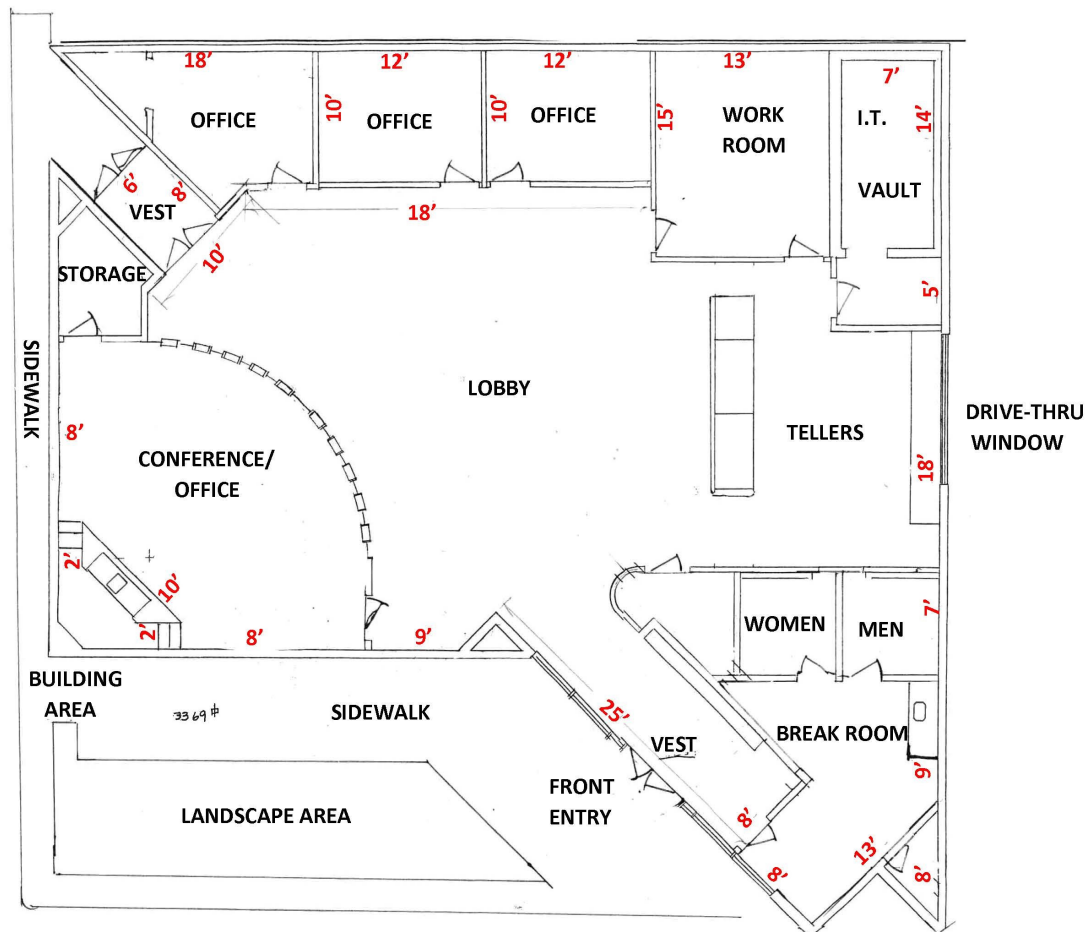 18’
12’
12’
13’
7’
OFFICE
10’
OFFICE
10’
OFFICE
15’
WORK
ROOM
I.T.
14’
VAULT
6’
8’
VEST
18’
10’
STORAGE
5’
SIDEWALK
LOBBY
TELLERS
DRIVE-THRU
WINDOW
8’
CONFERENCE/
OFFICE
18’
2’
10’
2’
8’
9’
WOMEN
MEN
7’
BUILDING
AREA
3369 #
SIDEWALK
25’
VEST
BREAK ROOM
9’
FRONT
ENTRY
LANDSCAPE AREA
8’
8’
13’
8’